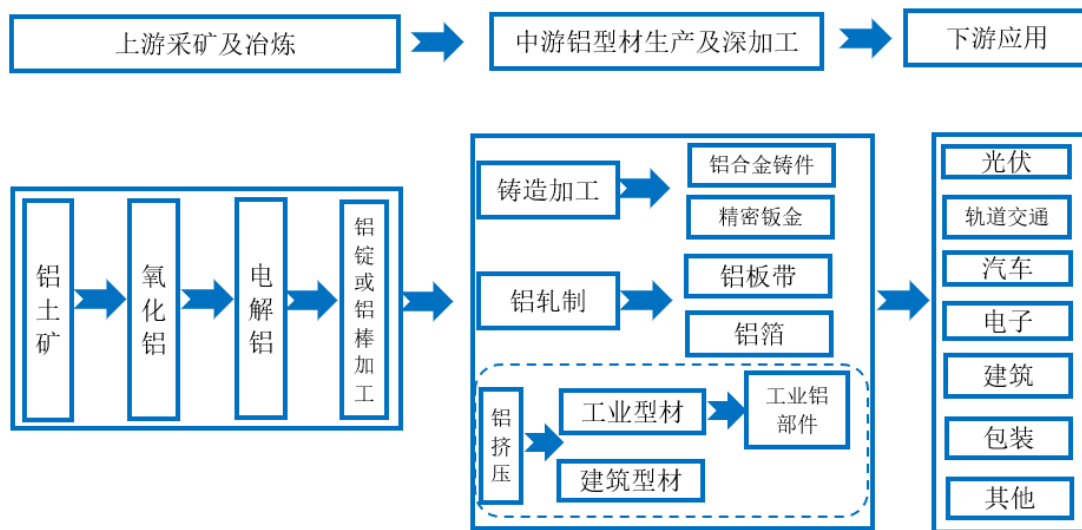 上游采矿及冶炼
中游铝型材生产及深加工
下游应用
铝土矿
氧化铝
电解铝
铝锭或铝棒加工
铸造加工
铝合金铸件
精密钣金
铝轧制
铝板带
铝箔
铝挤压
工业型材
工业铝
部件
建筑型材
光伏
轨道交通
汽车
电子
建筑
包装
其他